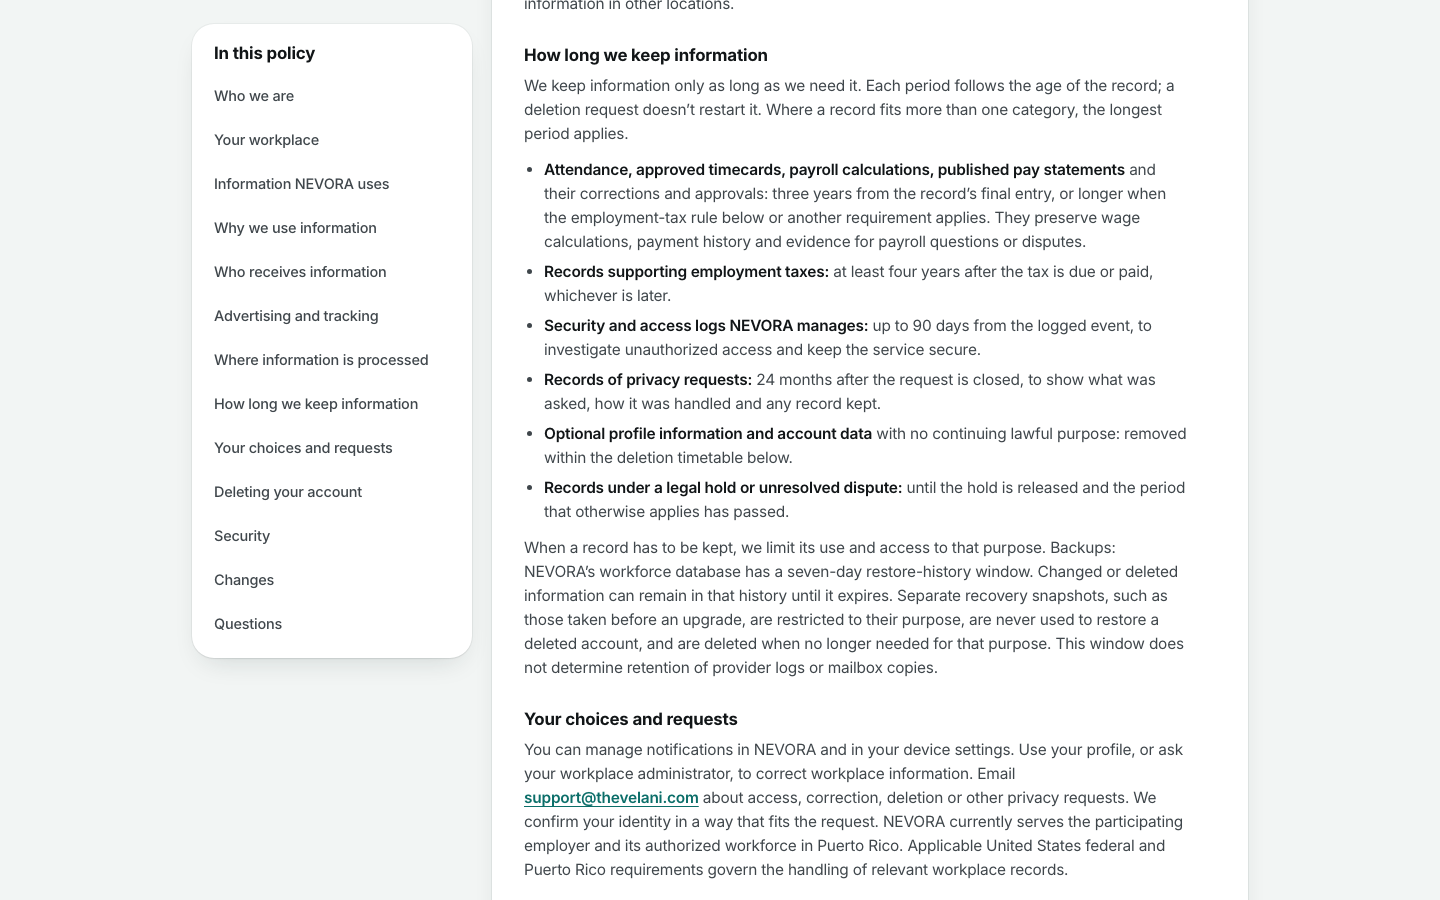 In this policy
Who we are
Your workplace
Information NEVORA uses
Why we use information
Who receives information
Advertising and tracking
Where information is processed
How long we keep information
Your choices and requests
Deleting your account
Security
Changes
Questions
information in other locations.
How long we keep information
We keep information only as long as we need it. Each period follows the age of the record; a
deletion request doesn’t restart it. Where a record fits more than one category, the longest
period applies.
• Attendance, approved timecards, payroll calculations, published pay statements and
their corrections and approvals: three years from the record’s final entry, or longer when
the employment-tax rule below or another requirement applies. They preserve wage
calculations, payment history and evidence for payroll questions or disputes.
• Records supporting employment taxes: at least four years after the tax is due or paid,
whichever is later.
• Security and access logs NEVORA manages: up to 90 days from the logged event, to
investigate unauthorized access and keep the service secure.
• Records of privacy requests: 24 months after the request is closed, to show what was
asked, how it was handled and any record kept.
• Optional profile information and account data with no continuing lawful purpose: removed
within the deletion timetable below.
• Records under a legal hold or unresolved dispute: until the hold is released and the period
that otherwise applies has passed.
When a record has to be kept, we limit its use and access to that purpose. Backups:
NEVORA’s workforce database has a seven-day restore-history window. Changed or deleted
information can remain in that history until it expires. Separate recovery snapshots, such as
those taken before an upgrade, are restricted to their purpose, are never used to restore a
deleted account, and are deleted when no longer needed for that purpose. This window does
not determine retention of provider logs or mailbox copies.
Your choices and requests
You can manage notifications in NEVORA and in your device settings. Use your profile, or ask
your workplace administrator, to correct workplace information. Email
support@thevelani.com about access, correction, deletion or other privacy requests. We
confirm your identity in a way that fits the request. NEVORA currently serves the participating
employer and its authorized workforce in Puerto Rico. Applicable United States federal and
Puerto Rico requirements govern the handling of relevant workplace records.